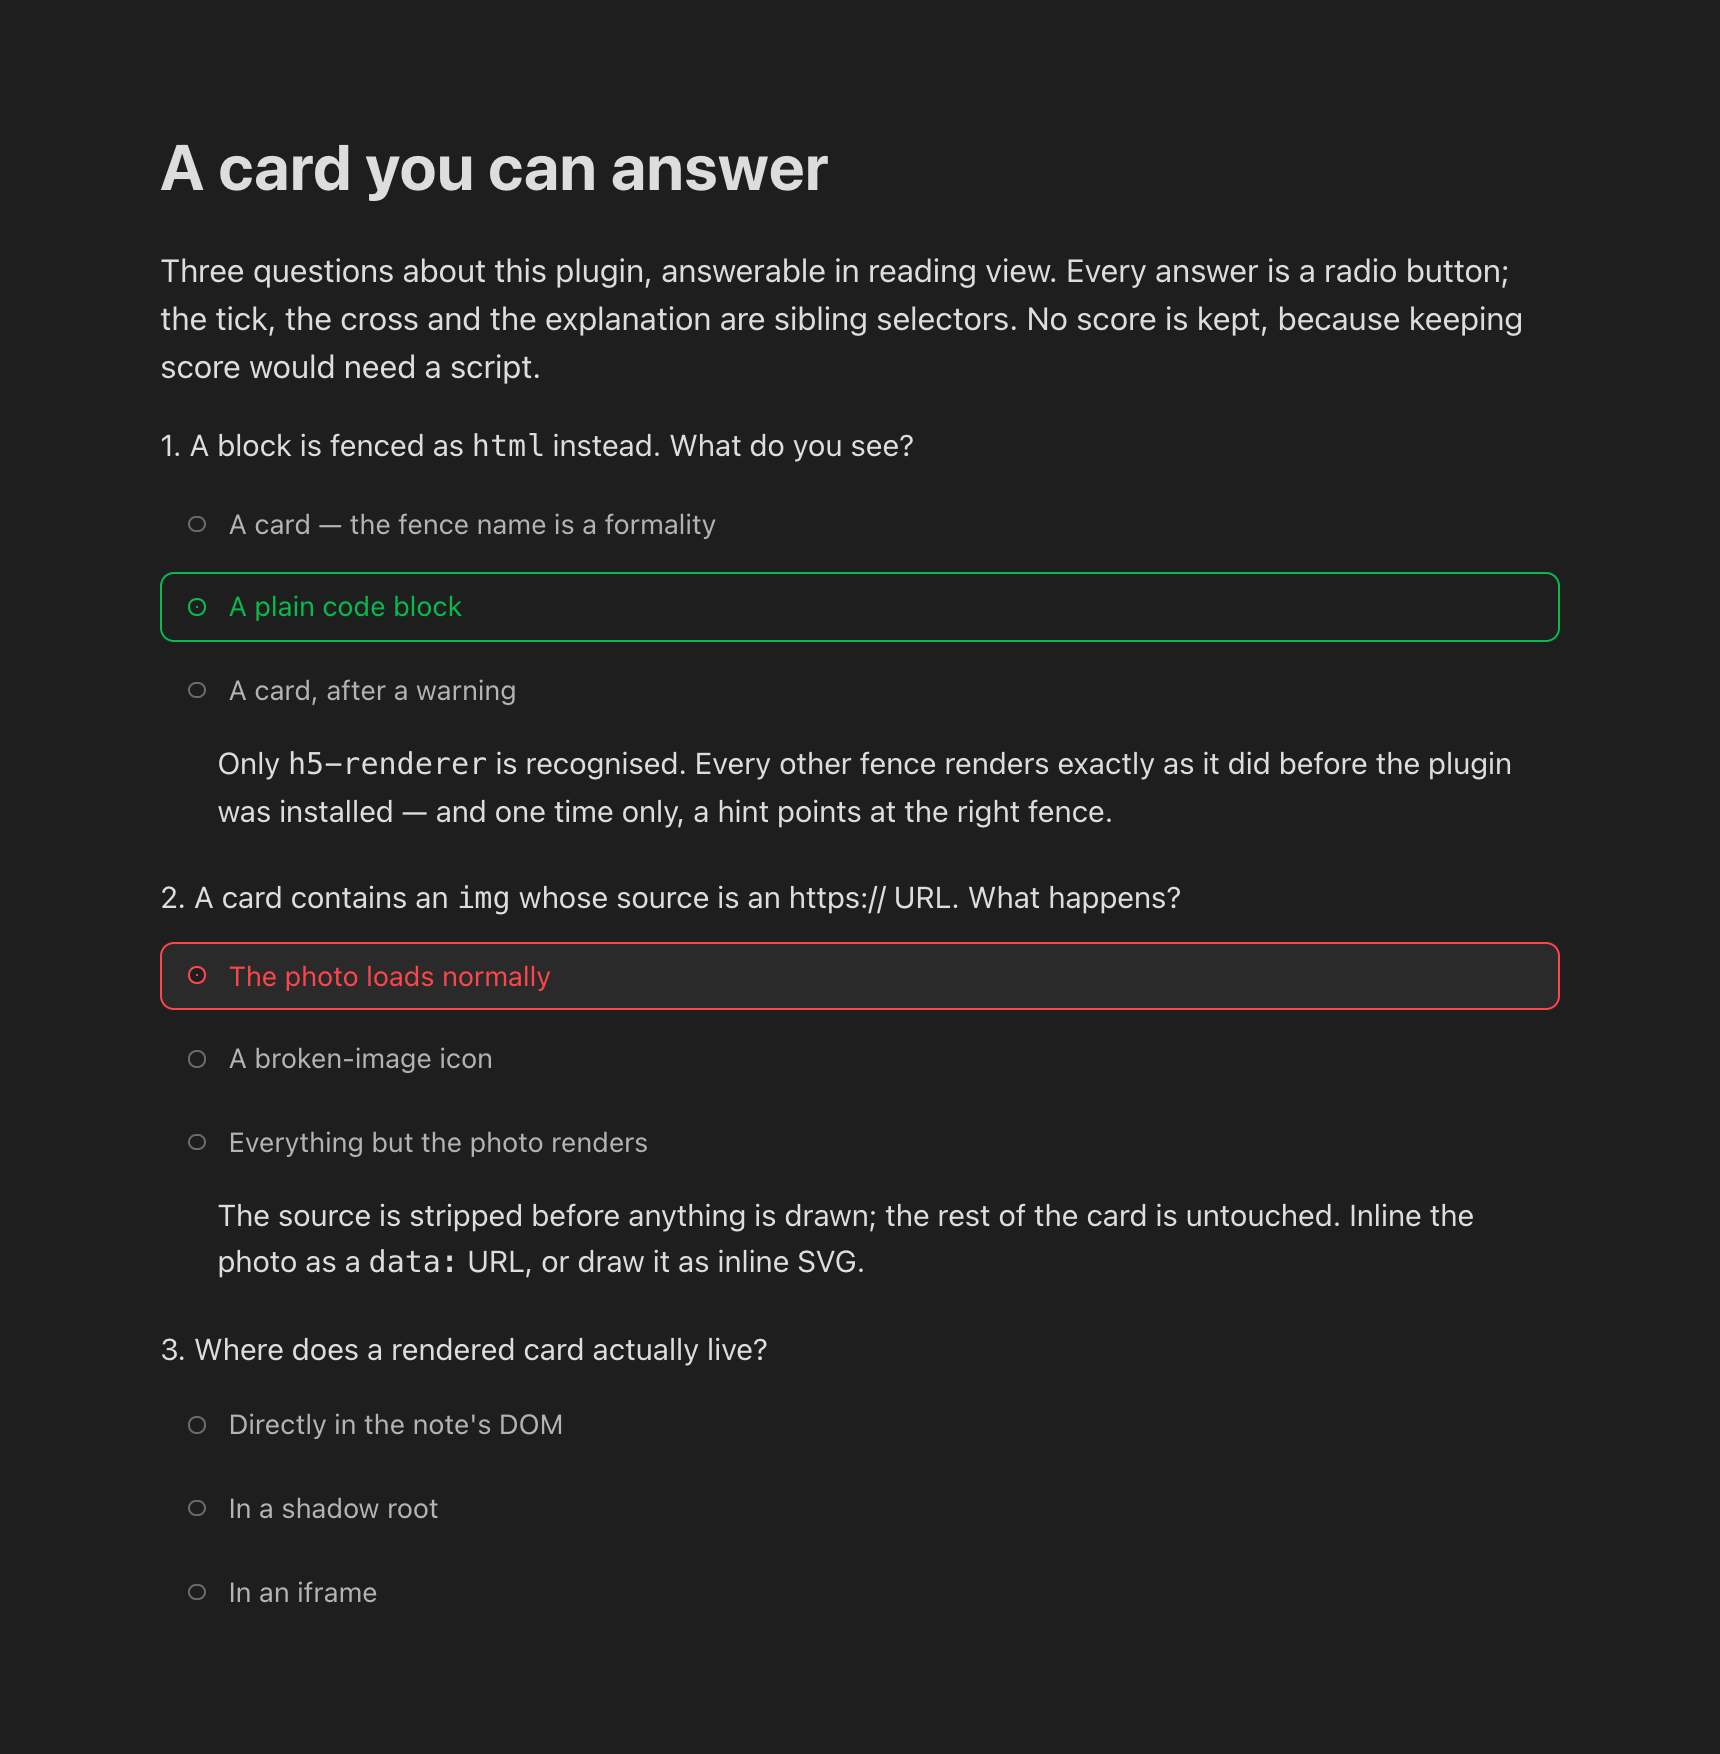 A card you can answer
Three questions about this plugin, answerable in reading view. Every answer is a radio button;
the tick, the cross and the explanation are sibling selectors. No score is kept, because keeping
score would need a script.
1. A block is fenced as html instead. What do you see?
A card — the fence name is a formality
A plain code block
A card, after a warning
Only h5-renderer is recognised. Every other fence renders exactly as it did before the plugin
was installed — and one time only, a hint points at the right fence.
2. A card contains an img whose source is an https:// URL. What happens?
The photo loads normally
A broken-image icon
Everything but the photo renders
The source is stripped before anything is drawn; the rest of the card is untouched. Inline the
photo as a data: URL, or draw it as inline SVG.
3. Where does a rendered card actually live?
Directly in the note's DOM
In a shadow root
In an iframe